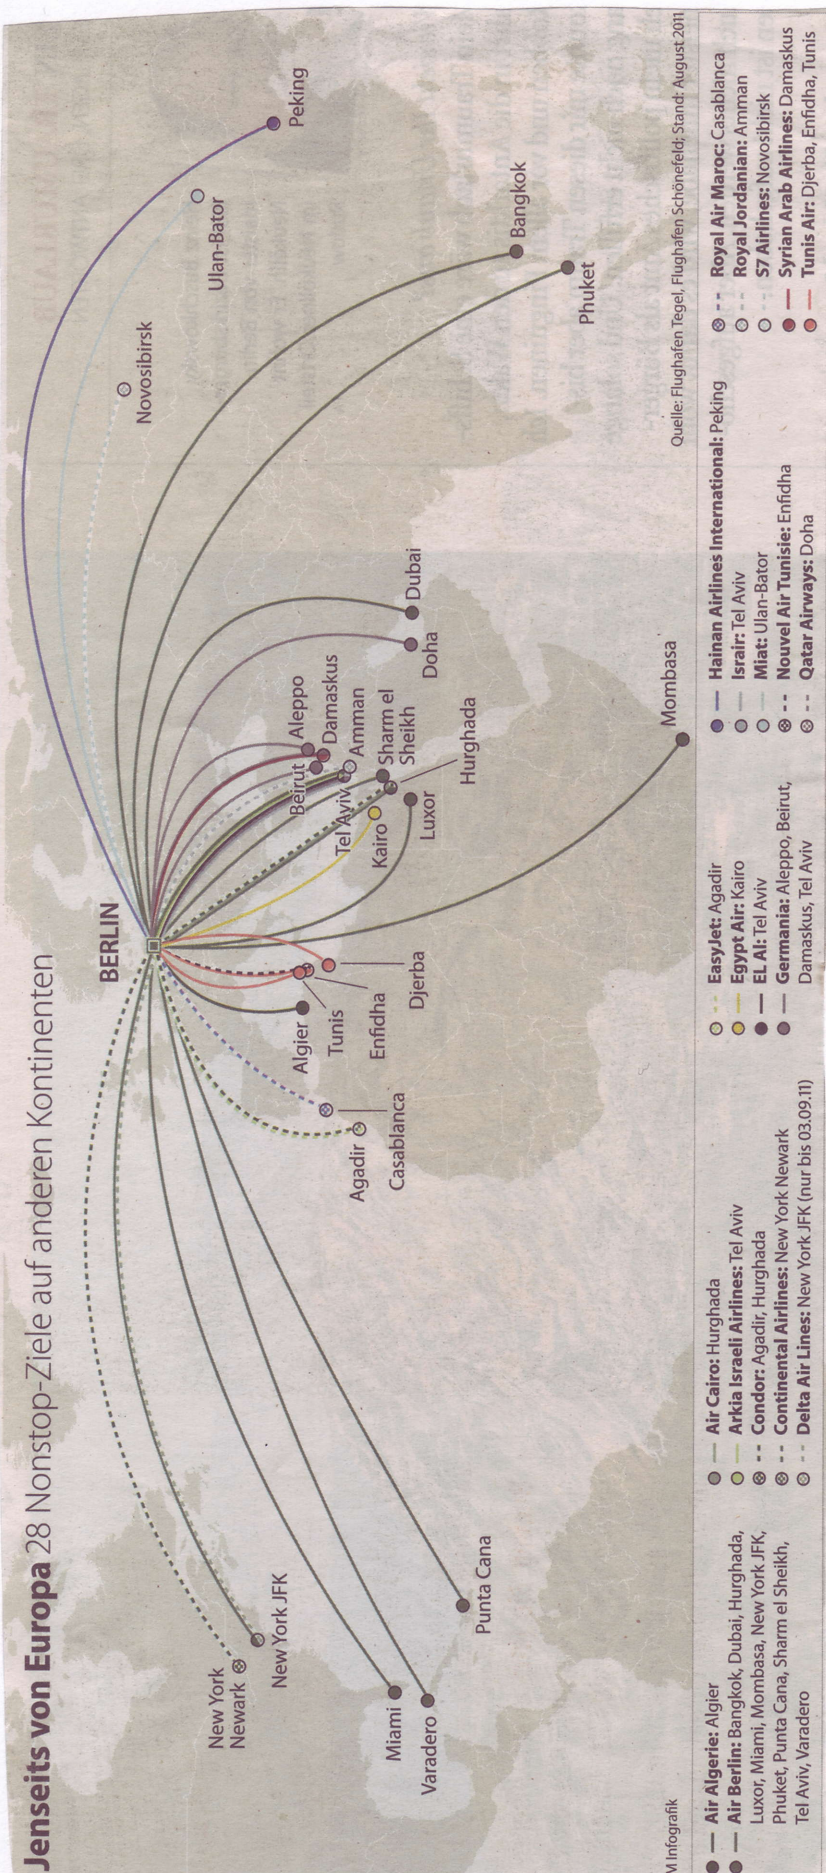 Jenseits von Europa 28 Nonstop-Ziele auf anderen Kontinenten
BERLIN
New York
Newark
New York JFK
Miami
Varadero
Punta Cana
Agadir
Casablanca
Algier
Tunis
Enfidha
Djerba
Novosibirsk
Ulan-Bator
Peking
Bangkok
Phuket
Dubai
Doha
Aleppo
Damaskus
Beirut
Amman
Tel Aviv
Sharm el
Sheikh
Hurghada
Kairo
Luxor
Mombasa
M Infografik
Quelle: Flughafen Tegel, Flughafen Schönefeld; Stand: August 2011
Air Algerie: Algier
Air Berlin: Bangkok, Dubai, Hurghada,
Luxor, Miami, Mombasa, New York JFK,
Phuket, Punta Cana, Sharm el Sheikh,
Tel Aviv, Varadero
Air Cairo: Hurghada
Arkia Israeli Airlines: Tel Aviv
Condor: Agadir, Hurghada
Continental Airlines: New York Newark
Delta Air Lines: New York JFK (nur bis 03.09.11)
EasyJet: Agadir
Egypt Air: Kairo
EL Al: Tel Aviv
Germania: Aleppo, Beirut,
Damaskus, Tel Aviv
Hainan Airlines International: Peking
Israir: Tel Aviv
Miat: Ulan-Bator
Nouvel Air Tunisie: Enfidha
Qatar Airways: Doha
Royal Air Maroc: Casablanca
Royal Jordanian: Amman
S7 Airlines: Novosibirsk
Syrian Arab Airlines: Damaskus
Tunis Air: Djerba, Enfidha, Tunis